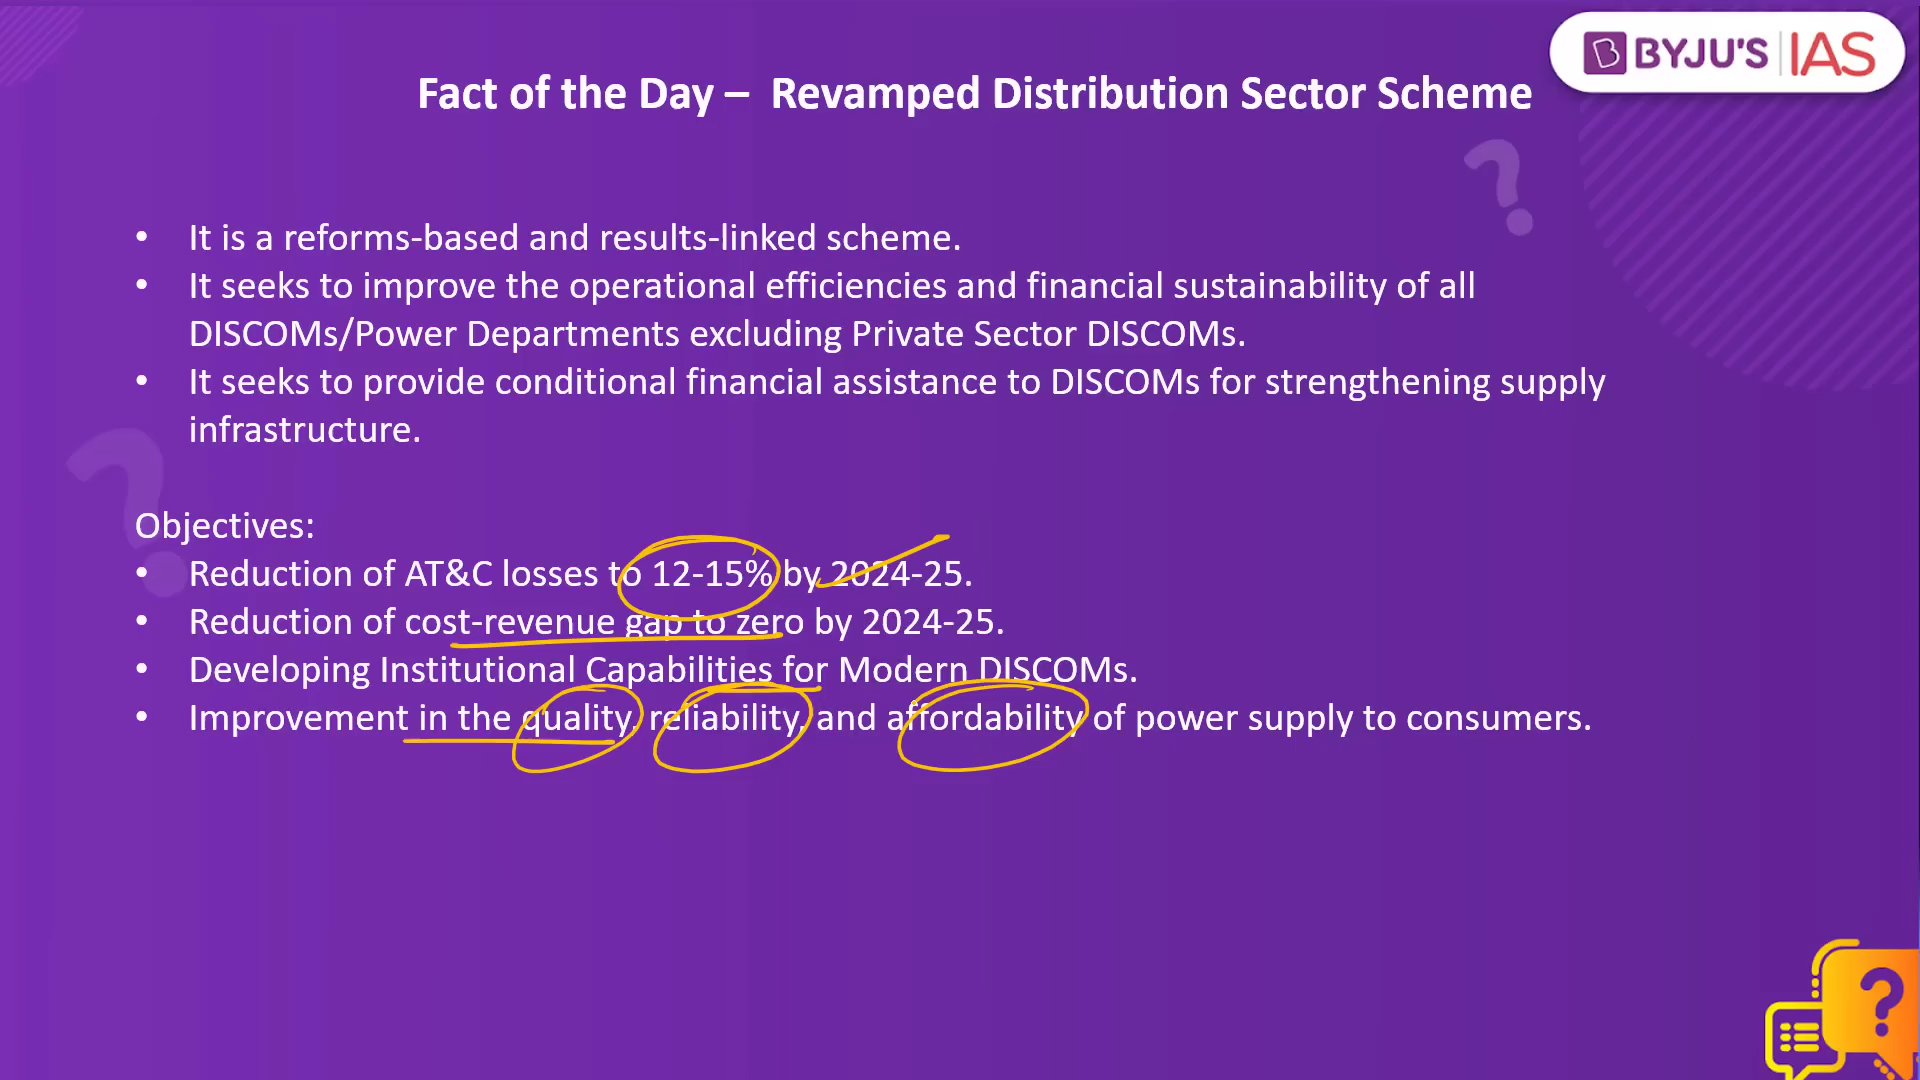 BYJU'S IAS
Fact of the Day – Revamped Distribution Sector Scheme
• It is a reforms-based and results-linked scheme.
• It seeks to improve the operational efficiencies and financial sustainability of all
DISCOMs/Power Departments excluding Private Sector DISCOMs.
• It seeks to provide conditional financial assistance to DISCOMs for strengthening supply
infrastructure.
Objectives:
• Reduction of AT&C losses to 12-15% by 2024-25.
• Reduction of cost-revenue gap to zero by 2024-25.
• Developing Institutional Capabilities for Modern DISCOMs.
• Improvement in the quality, reliability, and affordability of power supply to consumers.